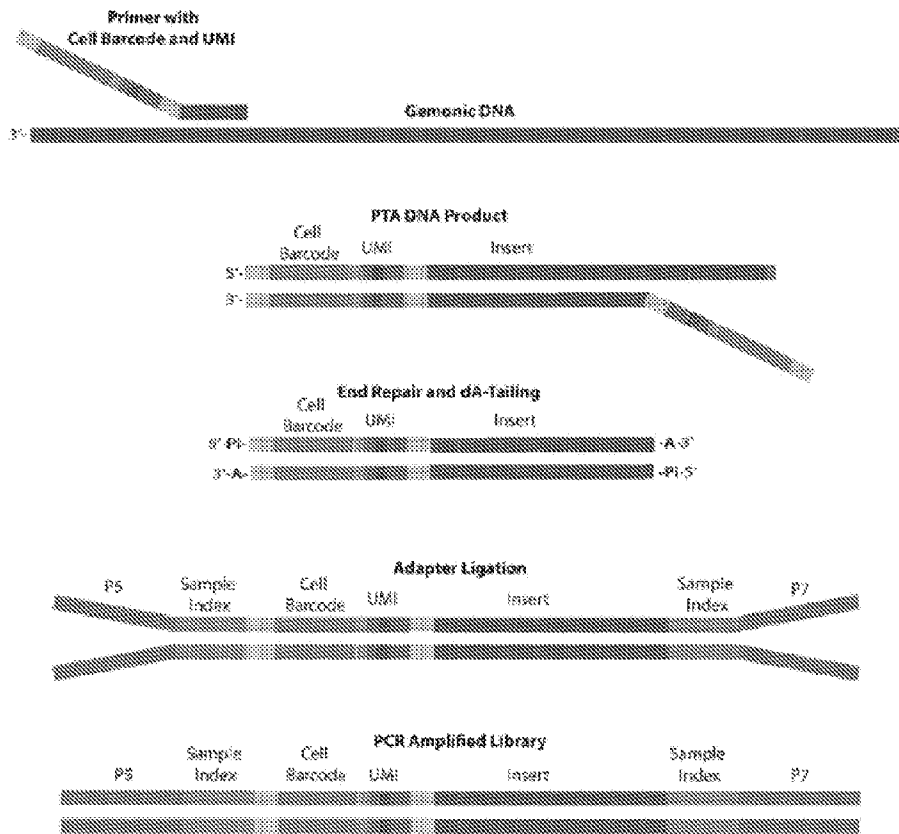 Primer with
Cell Barcode and UMI
Genomic DNA
3'-
PTA DNA Product
Cell
Barcode UMI Insert
5'-
3'-
End Repair and dA-Tailing
Cell
Barcode UMI Insert
5'-Pi- -A-3'
3'-A- -Pi-5'
Adapter Ligation
P5 Sample
Index Cell
Barcode UMI Insert Sample
Index P7
PCR Amplified Library
P5 Sample
Index Cell
Barcode UMI Insert Sample
Index P7